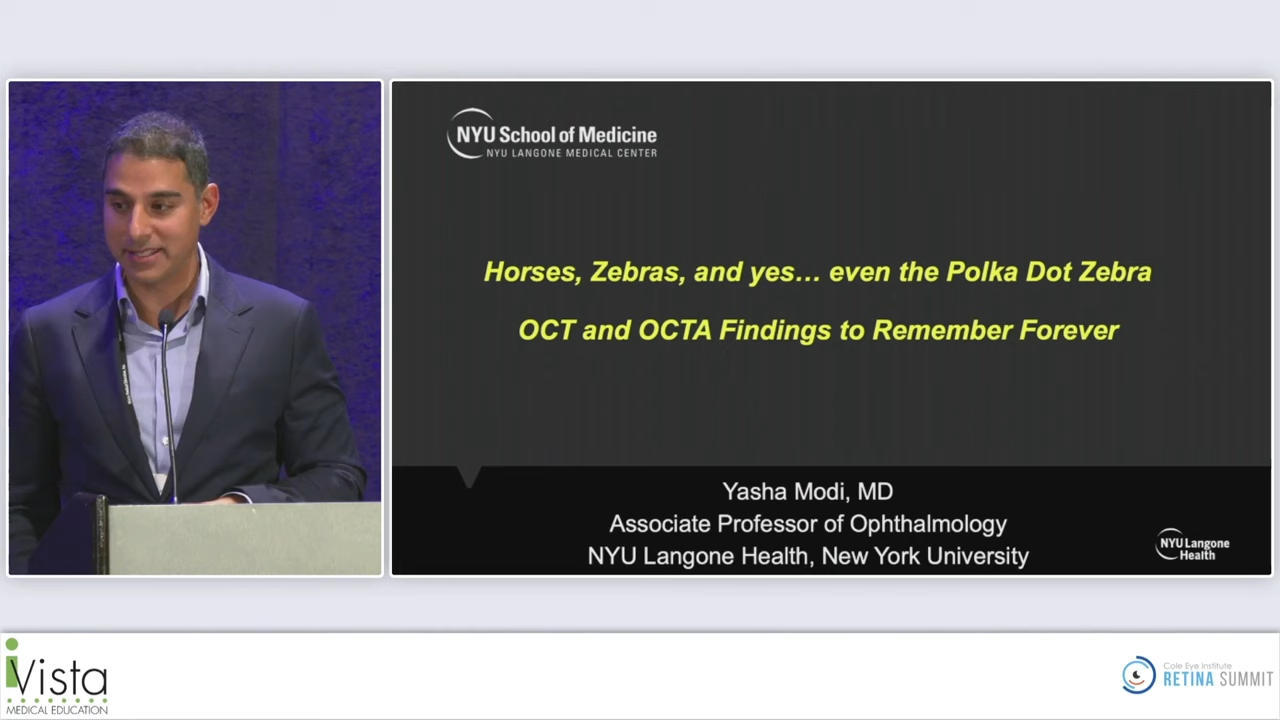 NYU School of Medicine
NYU LANGONE MEDICAL CENTER
Horses, Zebras, and yes… even the Polka Dot Zebra
OCT and OCTA Findings to Remember Forever
Yasha Modi, MD
Associate Professor of Ophthalmology
NYU Langone Health, New York University
NYU Langone
Health
iVista
MEDICAL EDUCATION
Cole Eye Institute
RETINA SUMMIT